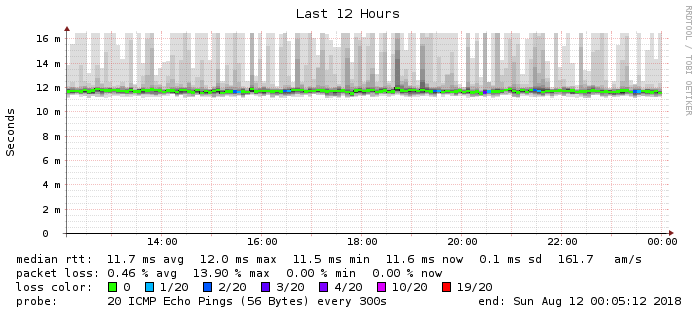 Last 12 Hours
RRDTOOL / TOBI OETIKER
Seconds
16 m
14 m
12 m
10 m
8 m
6 m
4 m
2 m
0
14:00 16:00 18:00 20:00 22:00 00:00
median rtt: 11.7 ms avg 12.0 ms max 11.5 ms min 11.6 ms now 0.1 ms sd 161.7 am/s
packet loss: 0.46 % avg 13.90 % max 0.00 % min 0.00 % now
loss color: 0 1/20 2/20 3/20 4/20 10/20 19/20
probe: 20 ICMP Echo Pings (56 Bytes) every 300s end: Sun Aug 12 00:05:12 2018